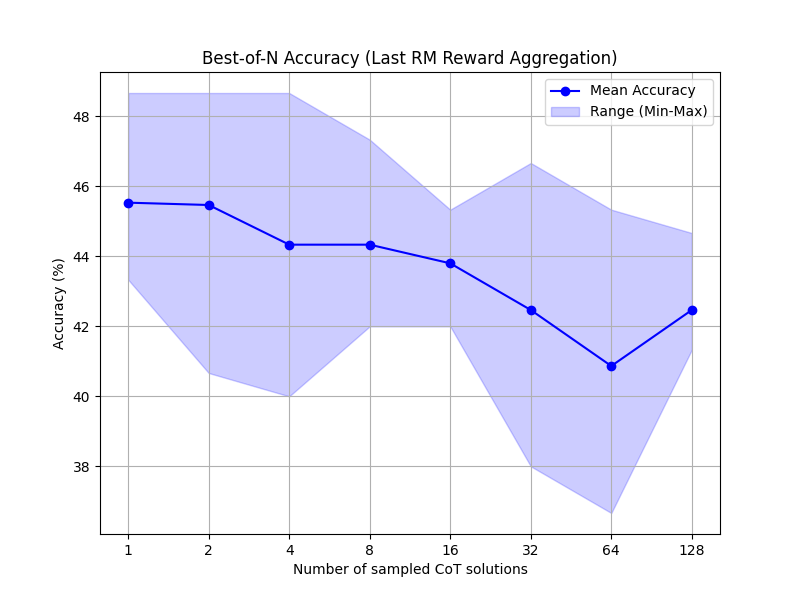 Best-of-N Accuracy (Last RM Reward Aggregation)
Mean Accuracy
Range (Min-Max)
Accuracy (%)
48
46
44
42
40
38
1 2 4 8 16 32 64 128
Number of sampled CoT solutions